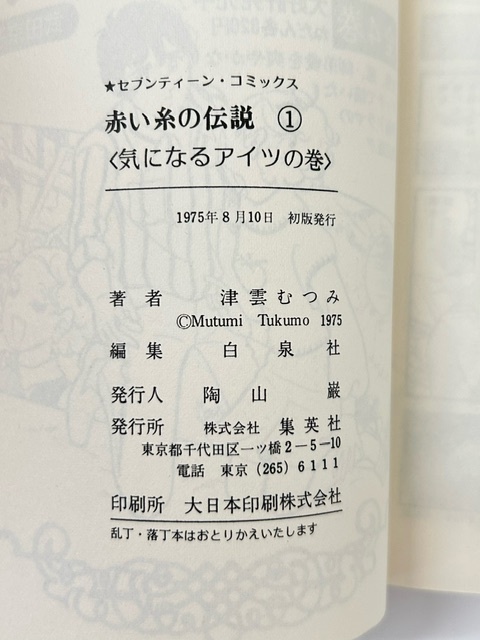 ★セブンティーン・コミックス
赤い糸の伝説 ①
〈気になるアイツの巻〉
1975年8月10日 初版発行
著者 津雲むつみ
©Mutumi Tukumo 1975
編集 白泉社
発行人 陶山巌
発行所 株式会社 集英社
東京都千代田区一ツ橋2-5-10
電話 東京(265)6111
印刷所 大日本印刷株式会社
乱丁・落丁本はおとりかえいたします